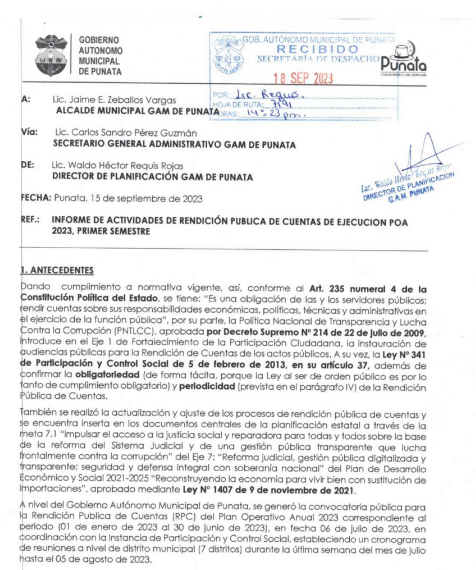 GOBIERNO
AUTONOMO
MUNICIPAL
DE PUNATA
GOB. AUTÓNOMO MUNICIPAL DE PUNATA
RECIBIDO
SECRETARÍA DE DESPACHO
18 SEP 2023
POR: Lic. Requis.
HOJA DE RUTA: 7191
HORAS: 14:23 pm.
Punata
A: Lic. Jaime E. Zeballos Vargas
ALCALDE MUNICIPAL GAM DE PUNATA
Vía: Lic. Carlos Sandro Pérez Guzmán
SECRETARIO GENERAL ADMINISTRATIVO GAM DE PUNATA
DE: Lic. Waldo Héctor Requis Rojas
DIRECTOR DE PLANIFICACIÓN GAM DE PUNATA
Lic. Waldo Héctor Requis Rojas
DIRECTOR DE PLANIFICACION
G.A.M PUNATA
FECHA: Punata, 15 de septiembre de 2023
REF.: INFORME DE ACTIVIDADES DE RENDICIÓN PUBLICA DE CUENTAS DE EJECUCION POA
2023, PRIMER SEMESTRE
1. ANTECEDENTES
Dando cumplimiento a normativa vigente, así, conforme al Art. 235 numeral 4 de la
Constitución Política del Estado, se tiene: "Es una obligación de las y los servidores públicos;
rendir cuentas sobre sus responsabilidades económicas, políticas, técnicas y administrativas en
el ejercicio de la función pública", por su parte, la Política Nacional de Transparencia y Lucha
Contra la Corrupción (PNTLCC), aprobada por Decreto Supremo Nº 214 de 22 de julio de 2009,
introduce en el Eje 1 de Fortalecimiento de la Participación Ciudadana, la instauración de
audiencias públicas para la Rendición de Cuentas de los actos públicos, A su vez, la Ley Nº 341
de Participación y Control Social de 5 de febrero de 2013, en su artículo 37, además de
confirmar la obligatoriedad (de forma tácita, porque la Ley al ser de orden público es por lo
tanto de cumplimiento obligatorio) y periodicidad (prevista en el parágrafo IV) de la Rendición
Pública de Cuentas.
También se realizó la actualización y ajuste de los procesos de rendición pública de cuentas y
se encuentra inserta en los documentos centrales de la planificación estatal a través de la
meta 7.1 "impulsar el acceso a la justicia social y reparadora para todas y todos sobre la base
de la reforma del Sistema Judicial y de una gestión pública transparente que lucha
frontalmente contra la corrupción" del Eje 7: "Reforma judicial, gestión pública digitalizada y
transparente; seguridad y defensa integral con soberanía nacional" del Plan de Desarrollo
Económico y Social 2021-2025 "Reconstruyendo la economía para vivir bien con sustitución de
importaciones", aprobado mediante Ley Nº 1407 de 9 de noviembre de 2021.
A nivel del Gobierno Autónomo Municipal de Punata, se generó la convocatoria pública para
la Rendición Publica de Cuentas (RPC) del Plan Operativo Anual 2023 correspondiente al
periodo (01 de enero de 2023 al 30 de junio de 2023), en fecha 06 de julio de 2023, en
coordinación con la Instancia de Participación y Control Social, estableciendo un cronograma
de reuniones a nivel de distrito municipal (7 distritos) durante la última semana del mes de julio
hasta el 05 de agosto de 2023.